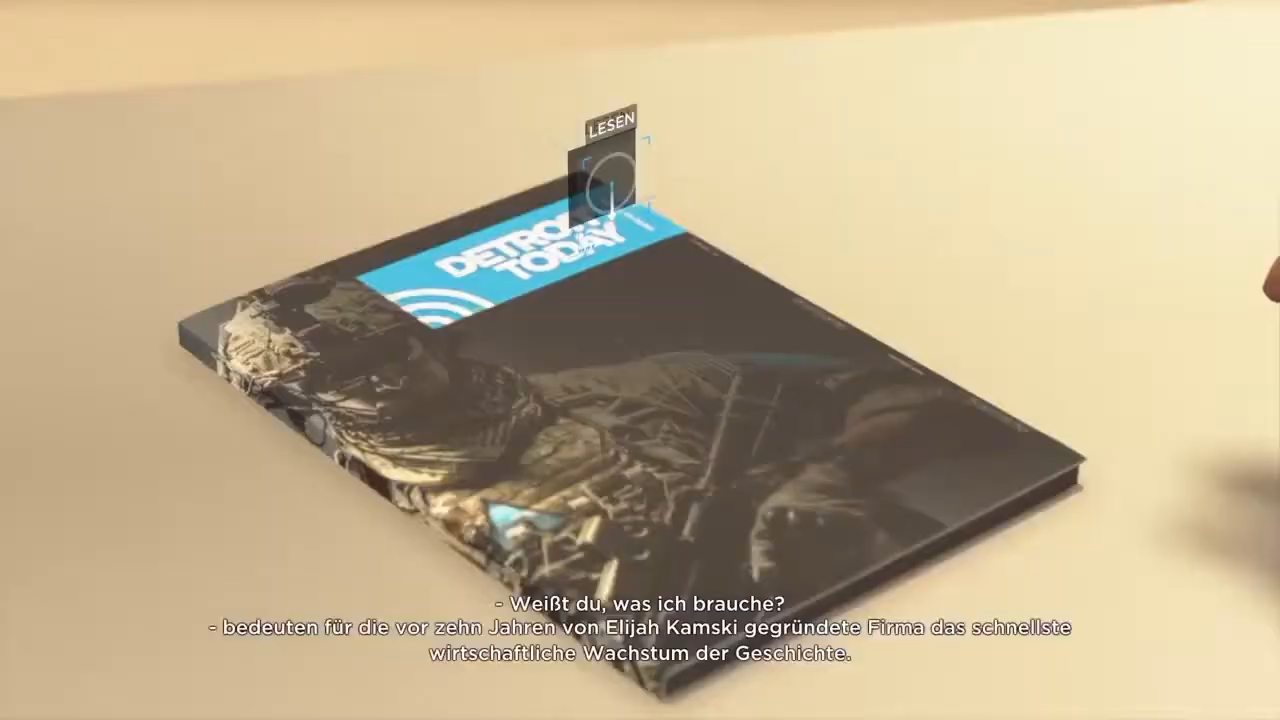 LESEN
DETROIT
TODAY
- Weißt du, was ich brauche?
- bedeuten für die vor zehn Jahren von Elijah Kamski gegründete Firma das schnellste
wirtschaftliche Wachstum der Geschichte.